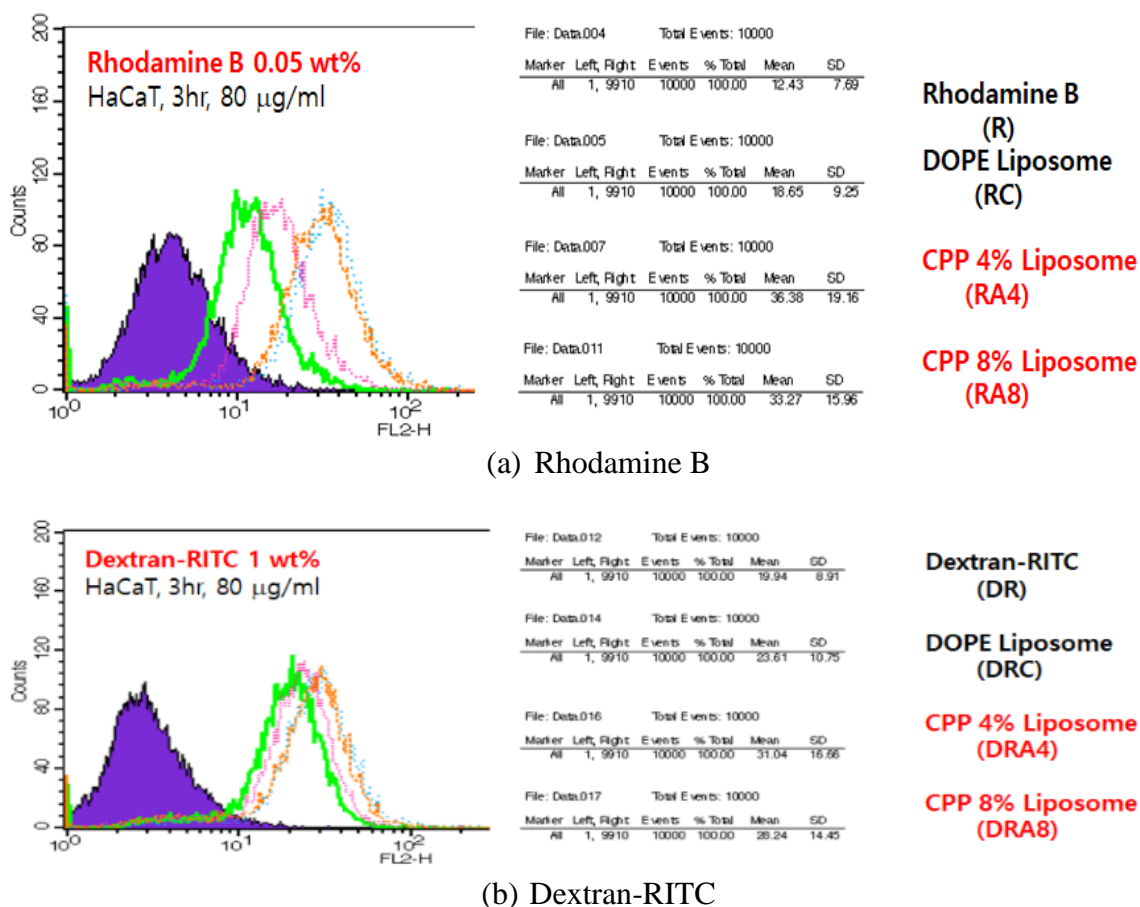 200
160
120
80
40
0
Counts
Rhodamine B 0.05 wt%
HaCaT, 3hr, 80 μg/ml
10⁰ 10¹ 10²
FL2-H
File: Data.004 Total Events: 10000
Marker Left, Right Events % Total Mean SD
All 1, 9910 10000 100.00 12.43 7.69
File: Data.005 Total Events: 10000
Marker Left, Right Events % Total Mean SD
All 1, 9910 10000 100.00 18.65 9.25
File: Data.007 Total Events: 10000
Marker Left, Right Events % Total Mean SD
All 1, 9910 10000 100.00 36.38 19.16
File: Data.011 Total Events: 10000
Marker Left, Right Events % Total Mean SD
All 1, 9910 10000 100.00 33.27 15.96
Rhodamine B
(R)
DOPE Liposome
(RC)
CPP 4% Liposome
(RA4)
CPP 8% Liposome
(RA8)
(a) Rhodamine B
200
160
120
80
40
0
Counts
Dextran-RITC 1 wt%
HaCaT, 3hr, 80 μg/ml
10⁰ 10¹ 10²
FL2-H
File: Data.012 Total Events: 10000
Marker Left, Right Events % Total Mean SD
All 1, 9910 10000 100.00 19.94 8.91
File: Data.014 Total Events: 10000
Marker Left, Right Events % Total Mean SD
All 1, 9910 10000 100.00 23.61 10.75
File: Data.016 Total Events: 10000
Marker Left, Right Events % Total Mean SD
All 1, 9910 10000 100.00 31.04 16.66
File: Data.017 Total Events: 10000
Marker Left, Right Events % Total Mean SD
All 1, 9910 10000 100.00 28.24 14.45
Dextran-RITC
(DR)
DOPE Liposome
(DRC)
CPP 4% Liposome
(DRA4)
CPP 8% Liposome
(DRA8)
(b) Dextran-RITC